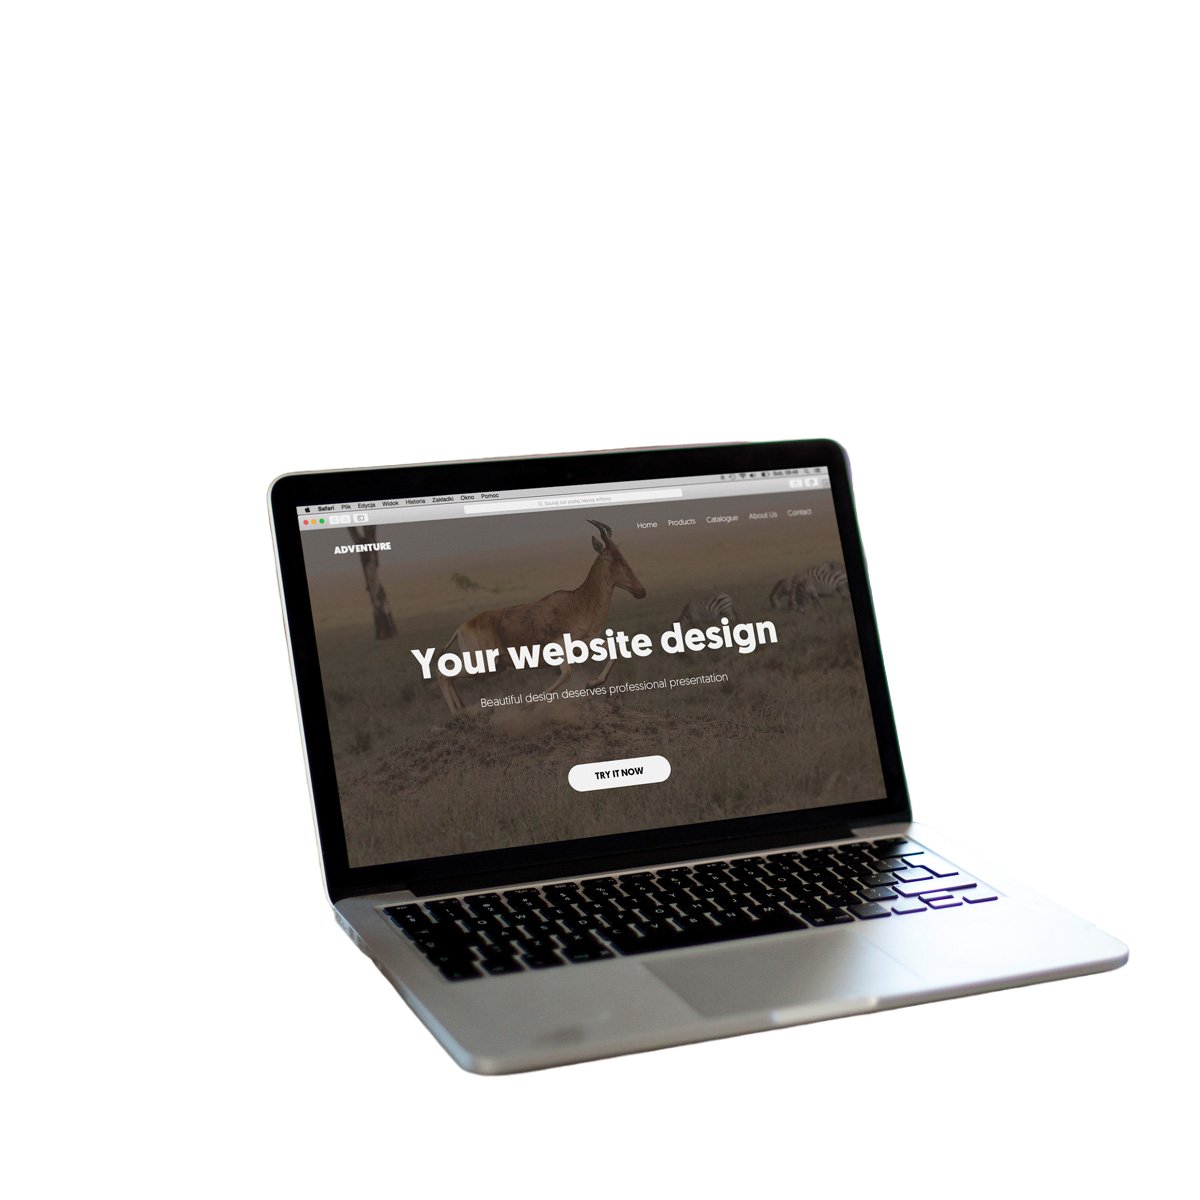 Safari Plik Edycja Widok Historia Zakładki Okno Pomoc
Szukaj lub podaj nazwę witryny
ADVENTURE
Home Products Catalogue About Us Contact
Your website design
Beautiful design deserves professional presentation
TRY IT NOW